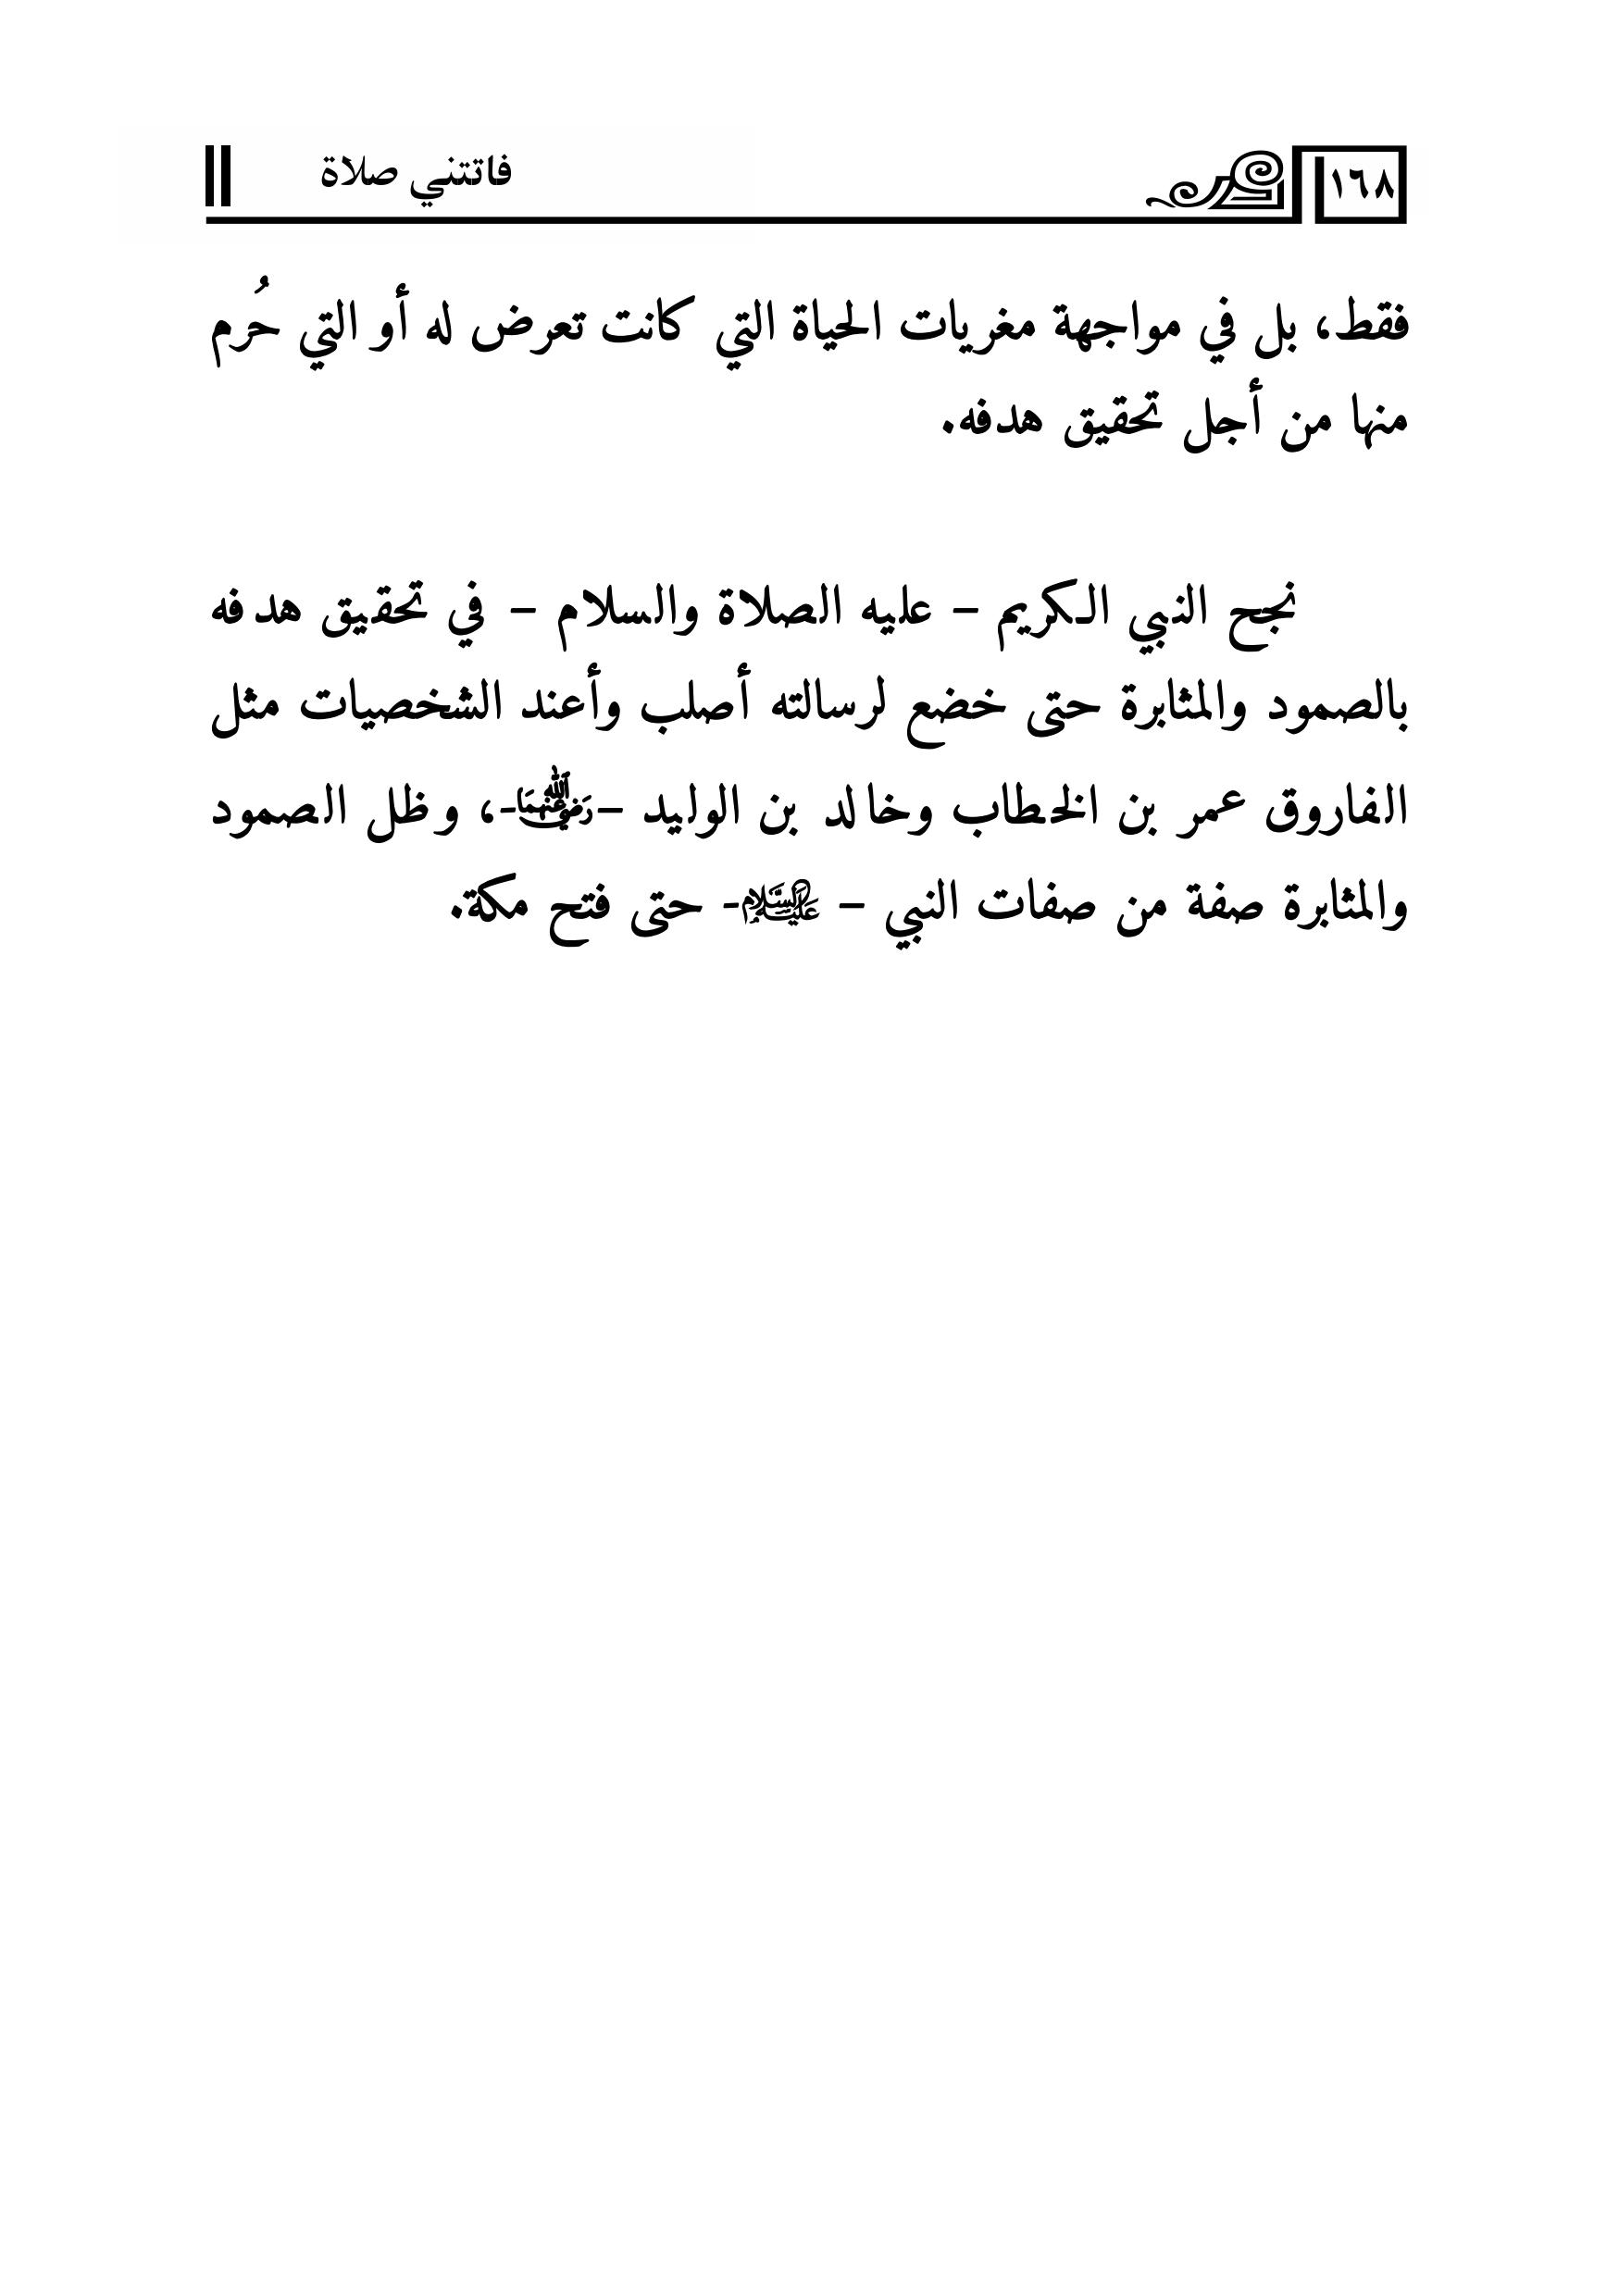 ١٦٨
فاتتني صلاة
فقط، بل في مواجهة مغريات الحياة التي كانت تعرض له أو التي حُرم
منها من أجل تحقيق هدفه.
نجح النبي الكريم – عليه الصلاة والسلام – في تحقيق هدفه
بالصمود والمثابرة حتى خضع لرسالته أصلب وأعند الشخصيات مثل
الفاروق عمر بن الخطاب وخالد بن الوليد –رَضِيَ اللَّهُ عَنْهُمَا-، وظل الصمود
والمثابرة صفة من صفات النبي – عَلَيْهِ السَّلَامُ- حتى فتح مكة.